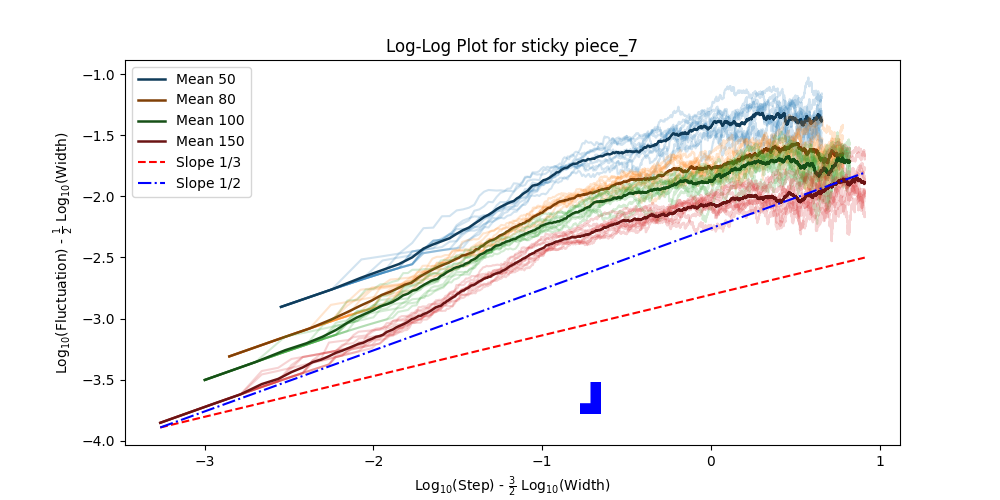 Log-Log Plot for sticky piece_7
Log₁₀(Fluctuation) - ½ Log₁₀(Width)
−1.0
−1.5
−2.0
−2.5
−3.0
−3.5
−4.0
Mean 50
Mean 80
Mean 100
Mean 150
Slope 1/3
Slope 1/2
−3
−2
−1
0
1
Log₁₀(Step) - 3/2 Log₁₀(Width)